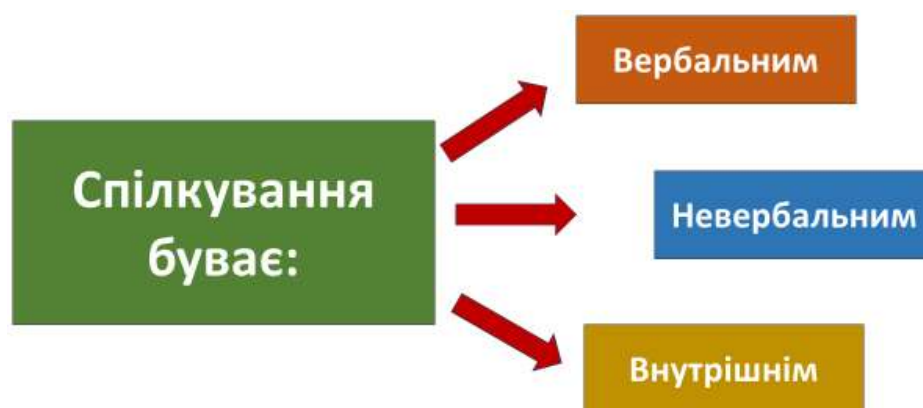 Спілкування
буває:
Вербальним
Невербальним
Внутрішнім